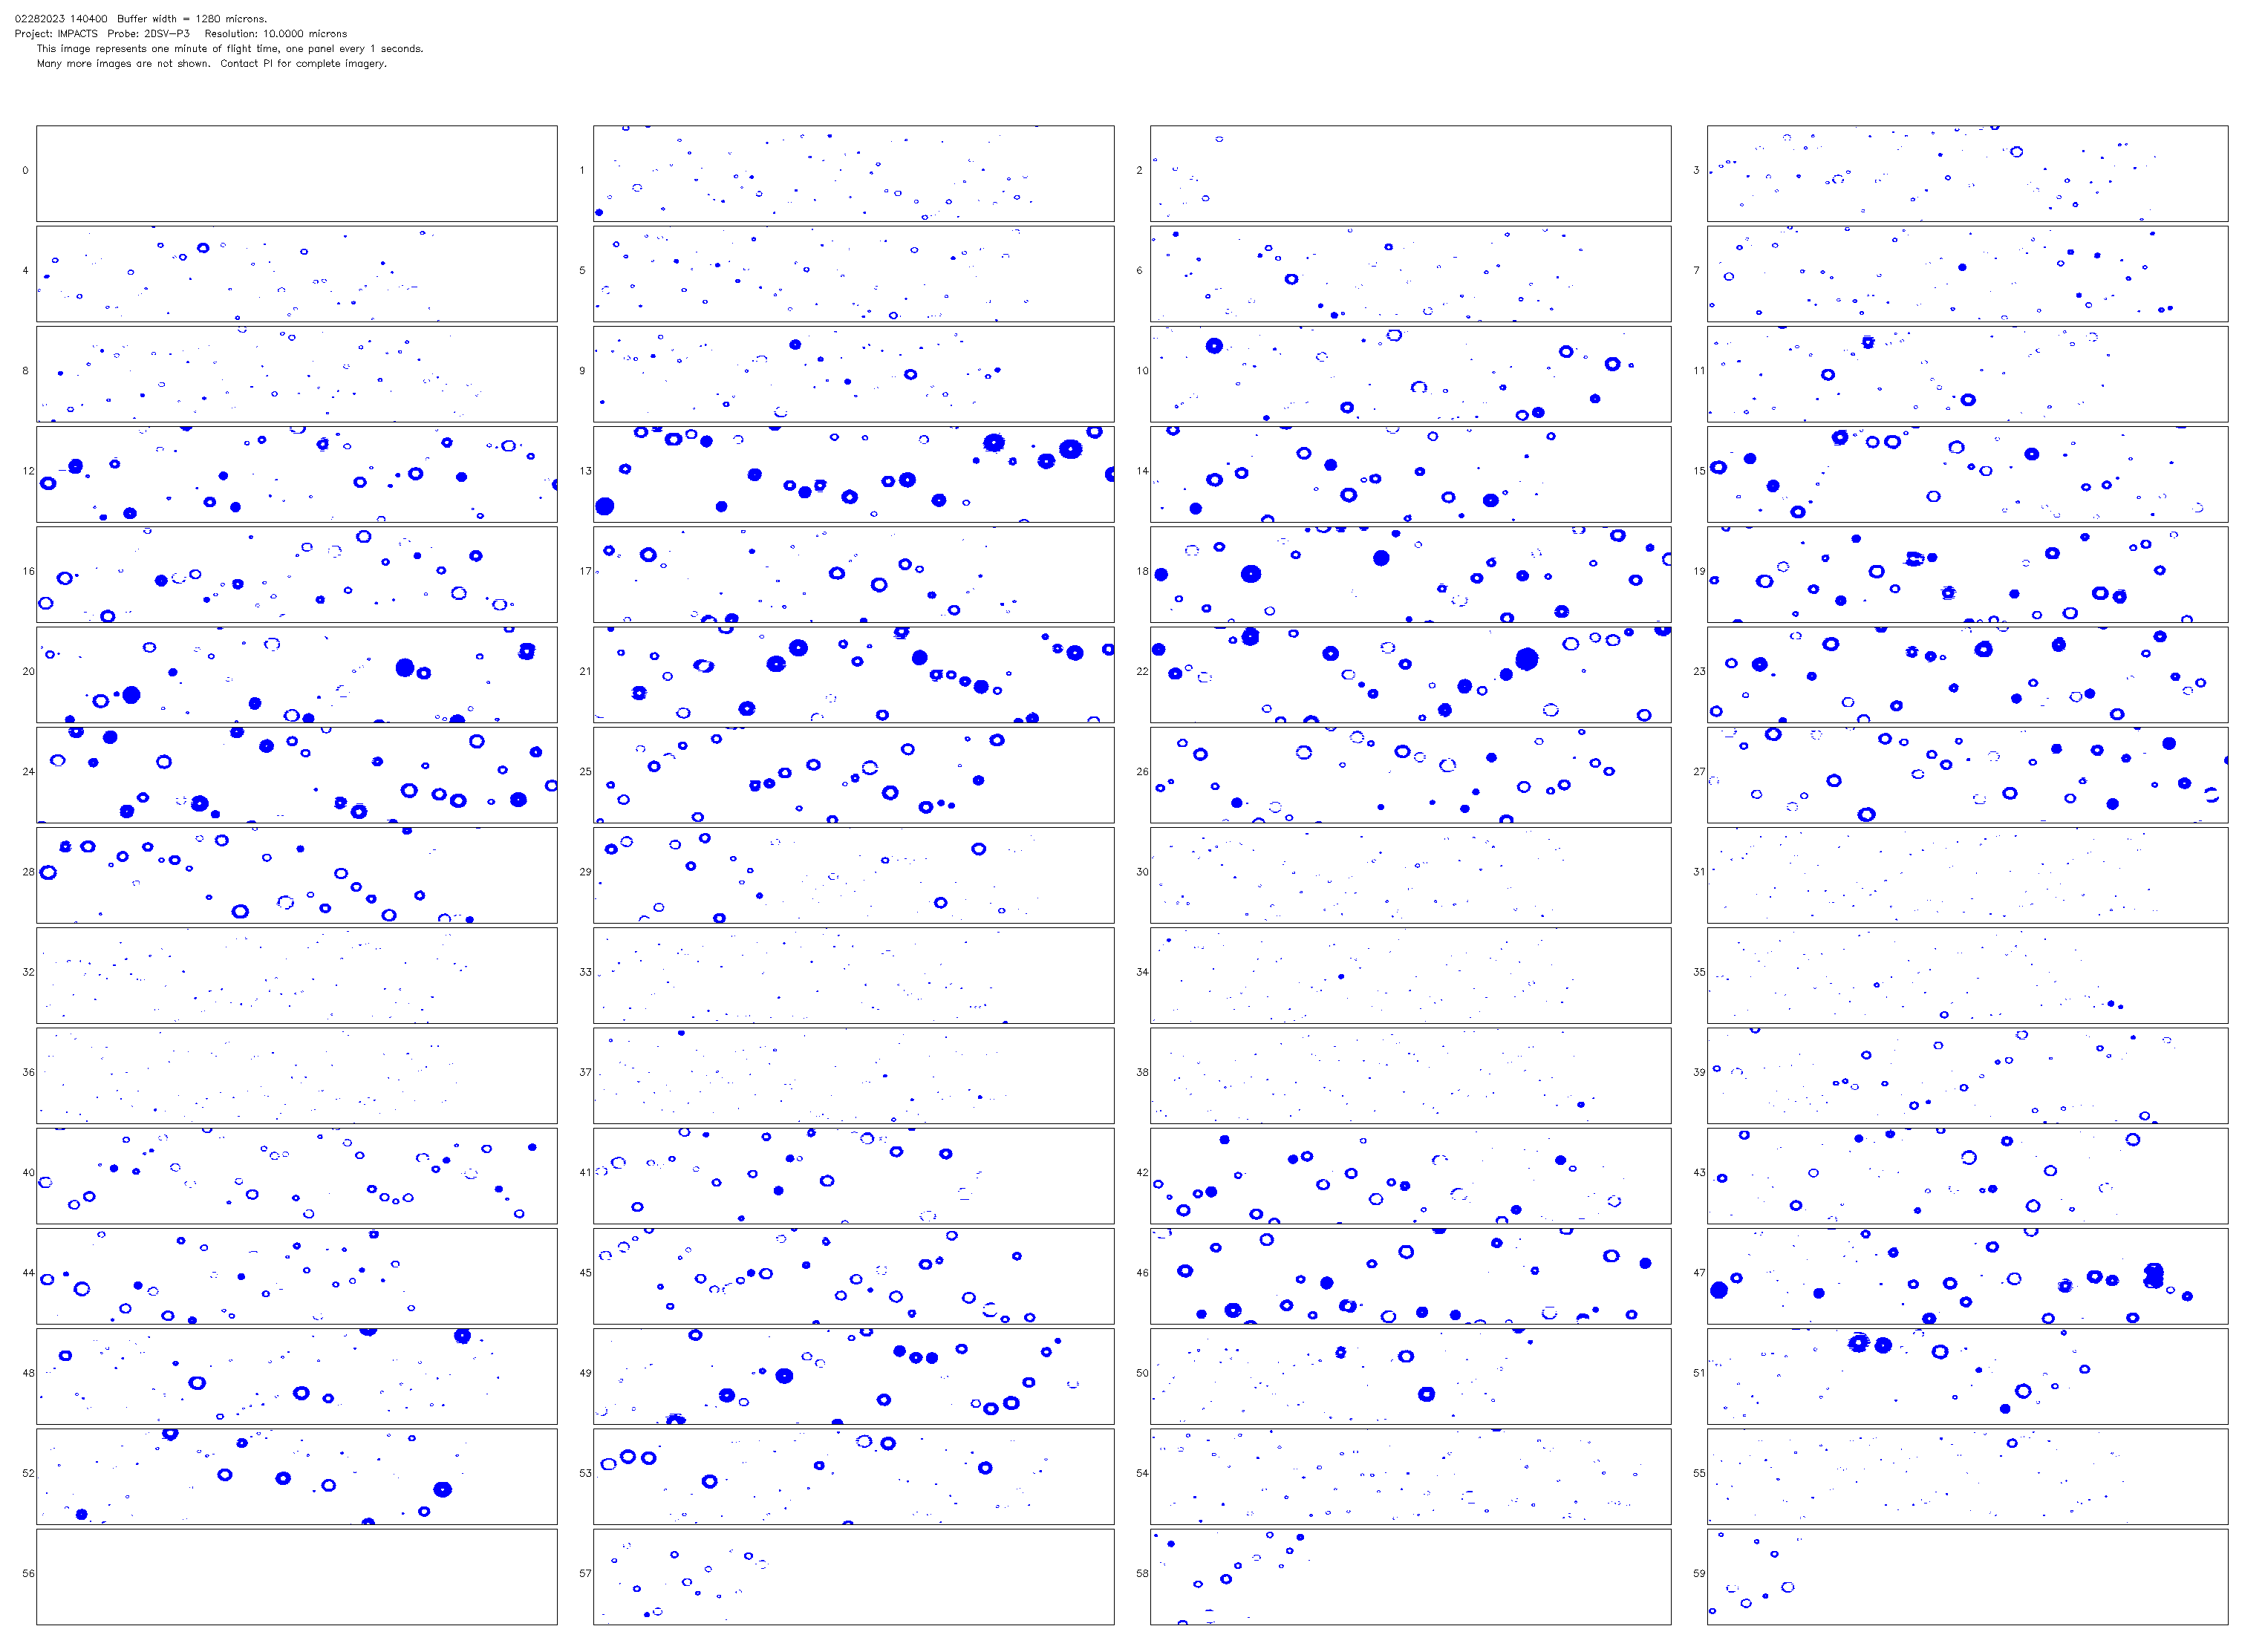 02282023 140400 Buffer width = 1280 microns.
Project: IMPACTS Probe: 2DSV-P3 Resolution: 10.0000 microns
This image represents one minute of flight time, one panel every 1 seconds.
Many more images are not shown. Contact PI for complete imagery.
0 1 2 3
4 5 6 7
8 9 10 11
12 13 14 15
16 17 18 19
20 21 22 23
24 25 26 27
28 29 30 31
32 33 34 35
36 37 38 39
40 41 42 43
44 45 46 47
48 49 50 51
52 53 54 55
56 57 58 59